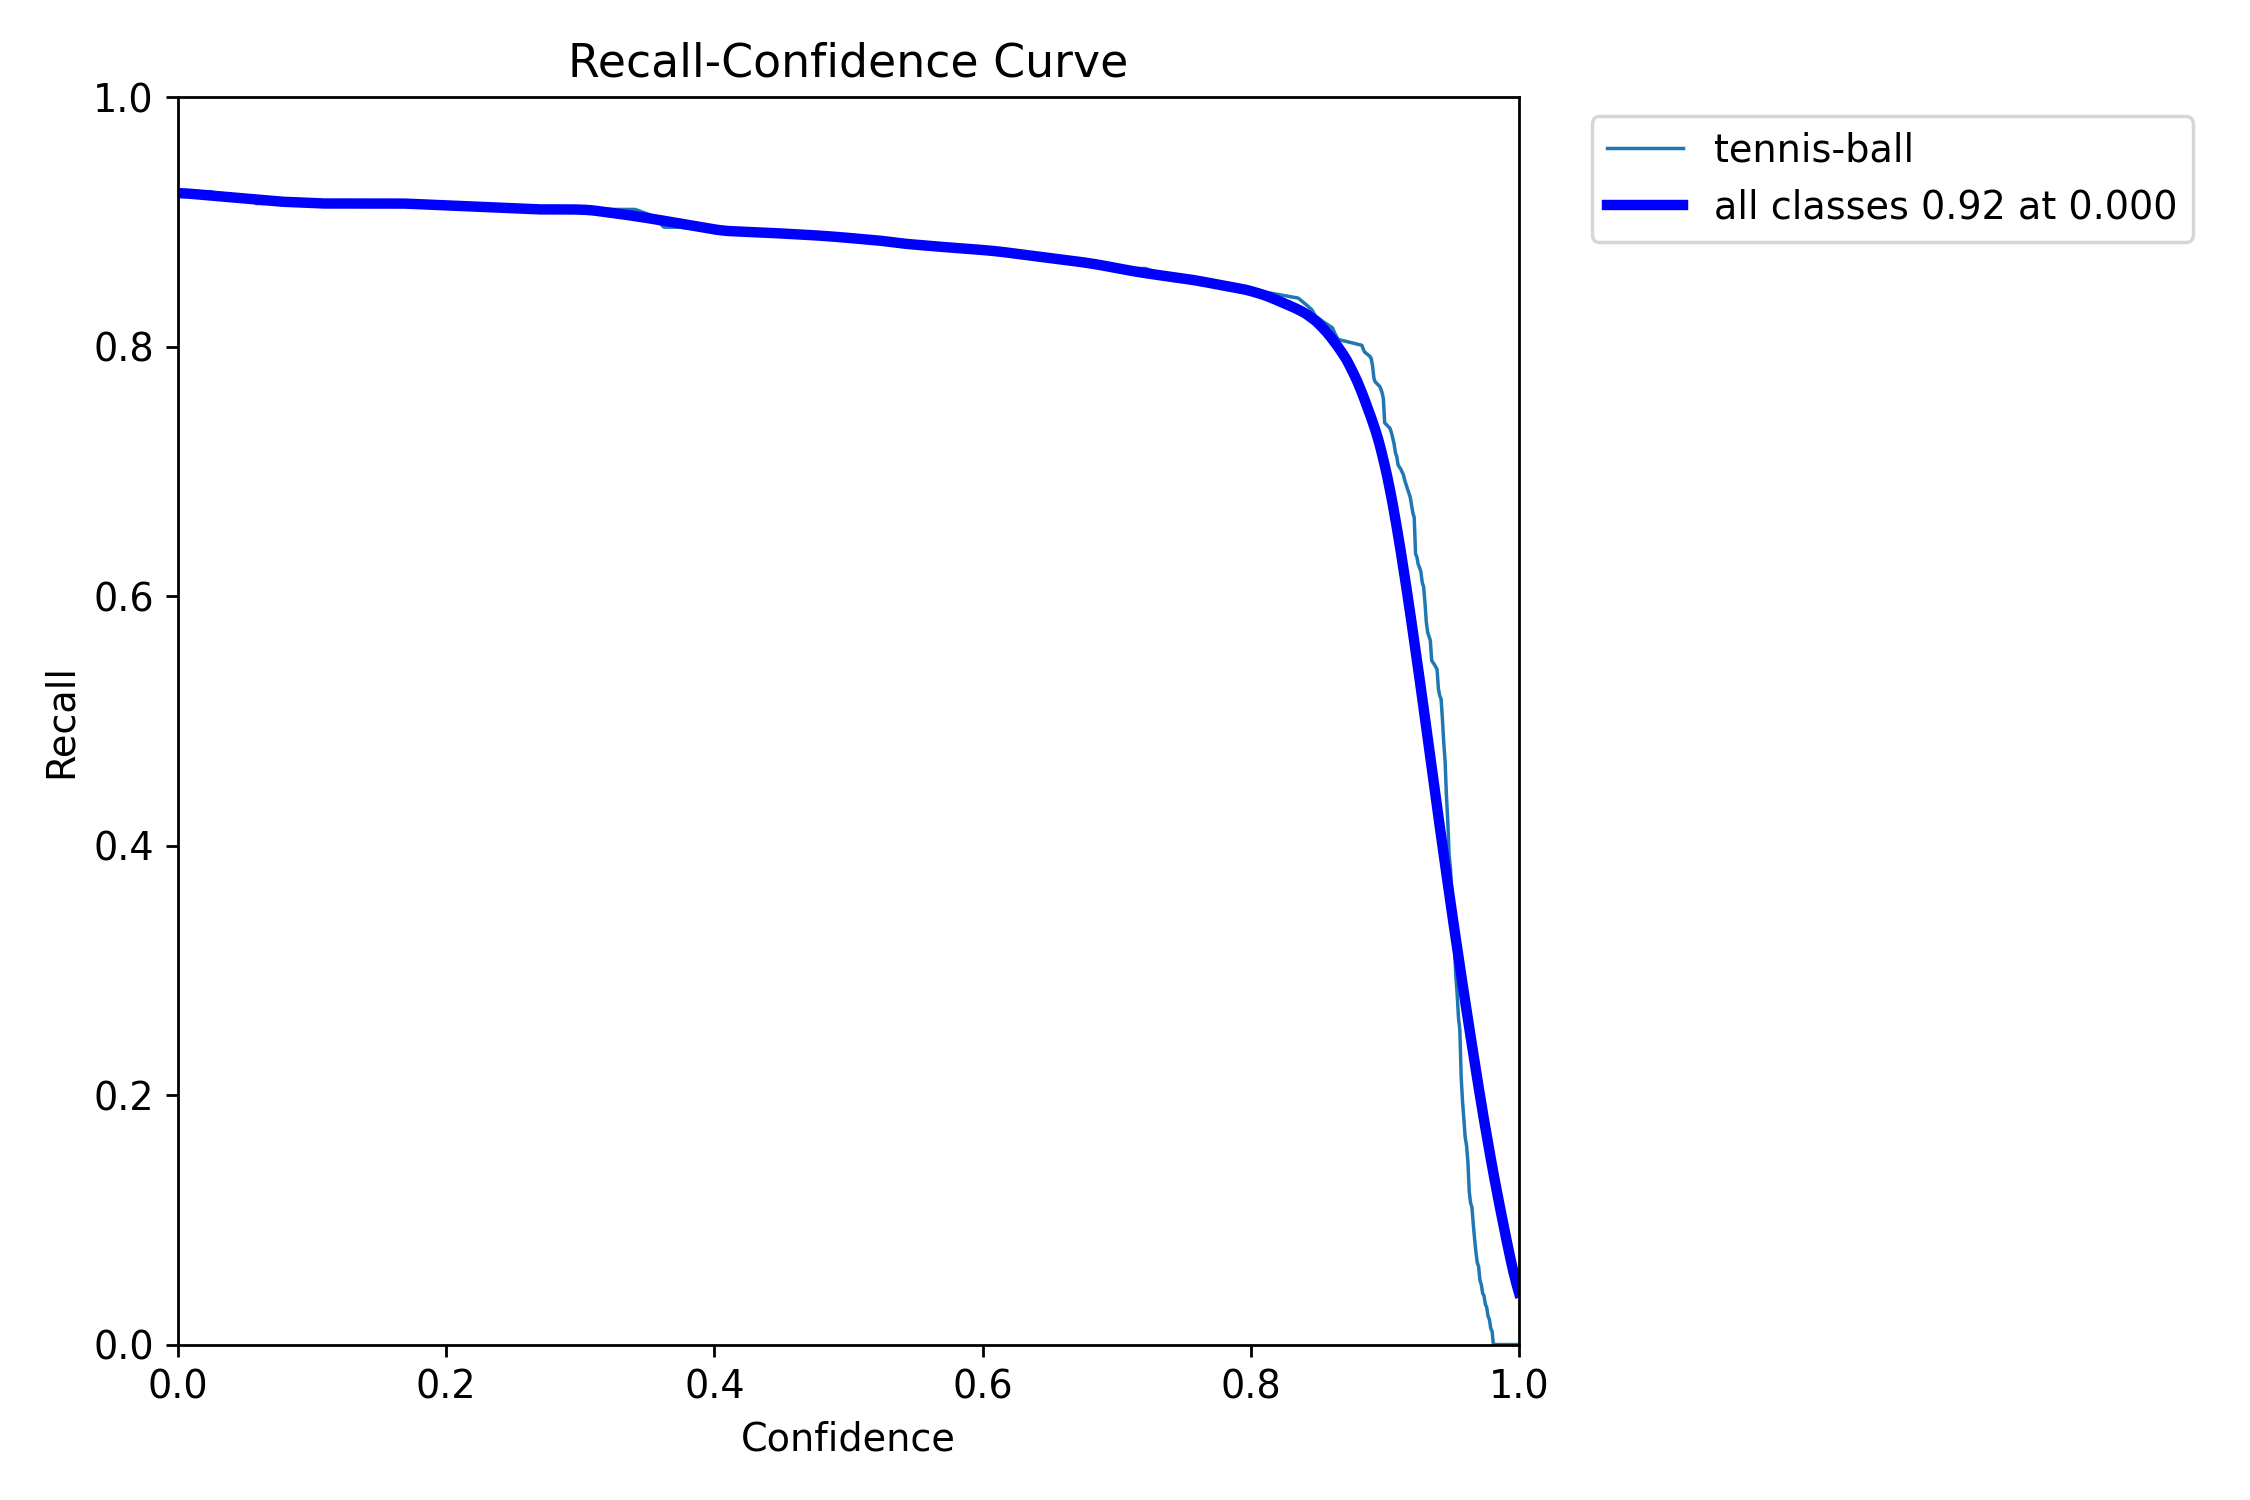 Recall-Confidence Curve
1.0
0.8
0.6
0.4
0.2
0.0
Recall
0.0 0.2 0.4 0.6 0.8 1.0
Confidence
tennis-ball
all classes 0.92 at 0.000